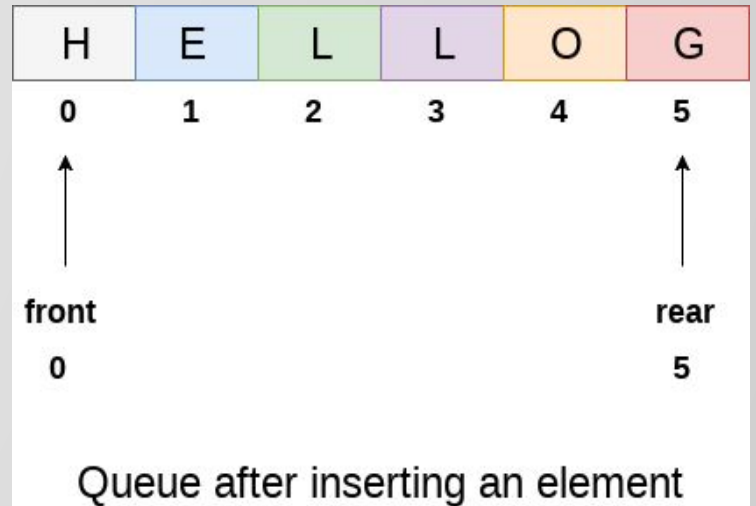 H E L L O G
0 1 2 3 4 5
front rear
0 5
Queue after inserting an element